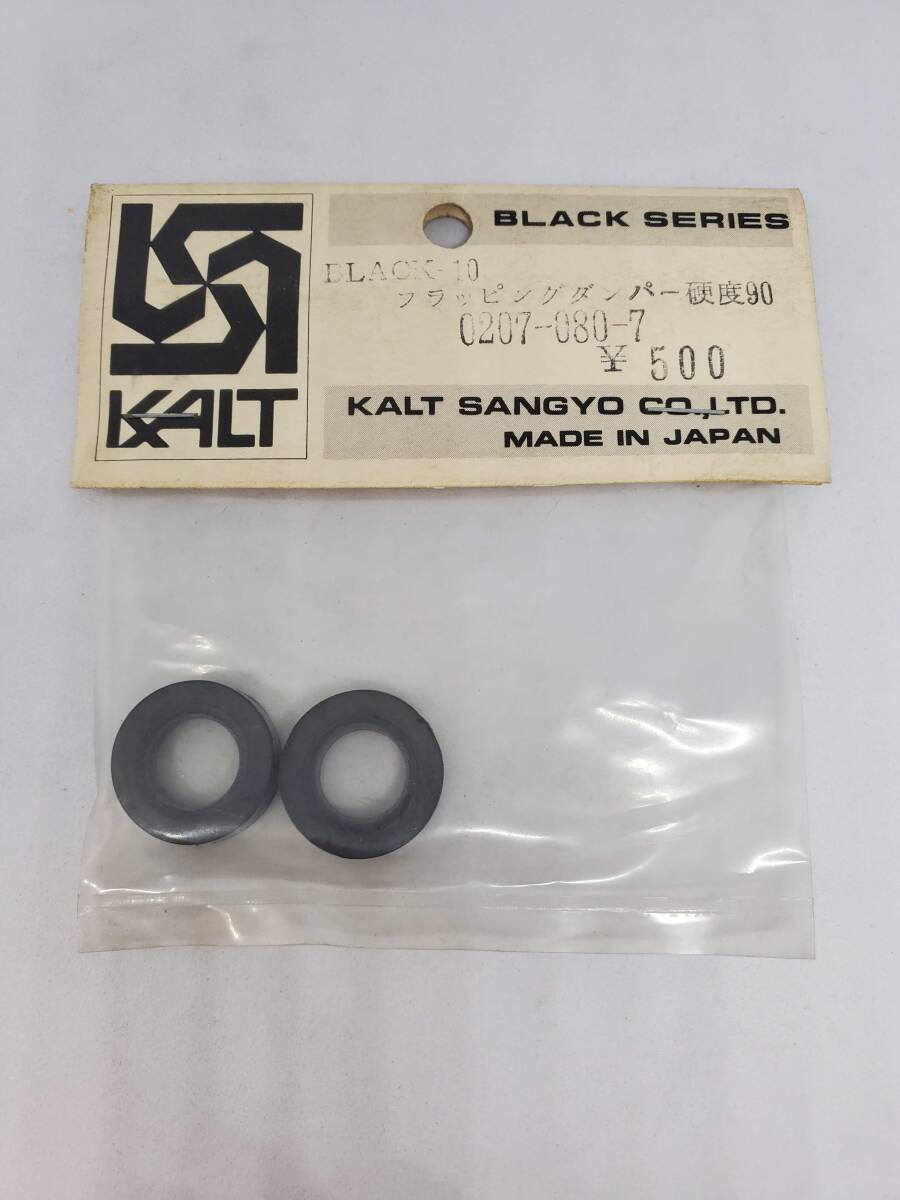 BLACK SERIES
BLACK-10
フラッピングダンパー硬度90
0207-080-7
¥ 500
KALT
KALT SANGYO CO.,LTD.
MADE IN JAPAN